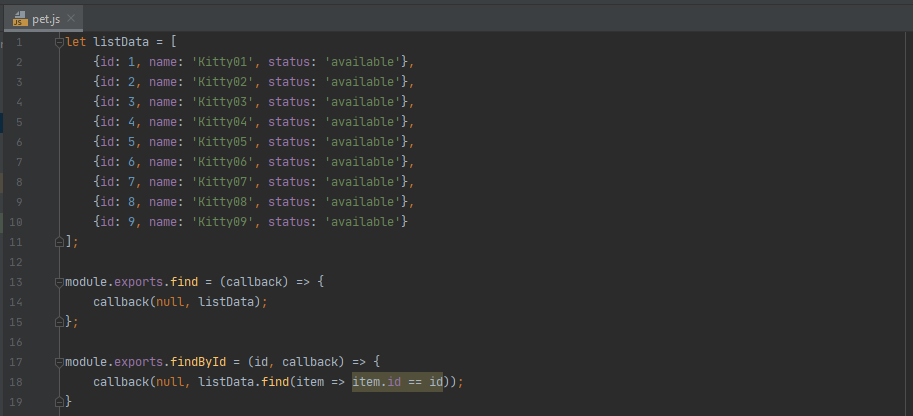 pet.js
1 let listData = [
2 {id: 1, name: 'Kitty01', status: 'available'},
3 {id: 2, name: 'Kitty02', status: 'available'},
4 {id: 3, name: 'Kitty03', status: 'available'},
5 {id: 4, name: 'Kitty04', status: 'available'},
6 {id: 5, name: 'Kitty05', status: 'available'},
7 {id: 6, name: 'Kitty06', status: 'available'},
8 {id: 7, name: 'Kitty07', status: 'available'},
9 {id: 8, name: 'Kitty08', status: 'available'},
10 {id: 9, name: 'Kitty09', status: 'available'}
11 ];
12
13 module.exports.find = (callback) => {
14 callback(null, listData);
15 };
16
17 module.exports.findById = (id, callback) => {
18 callback(null, listData.find(item => item.id == id));
19 }